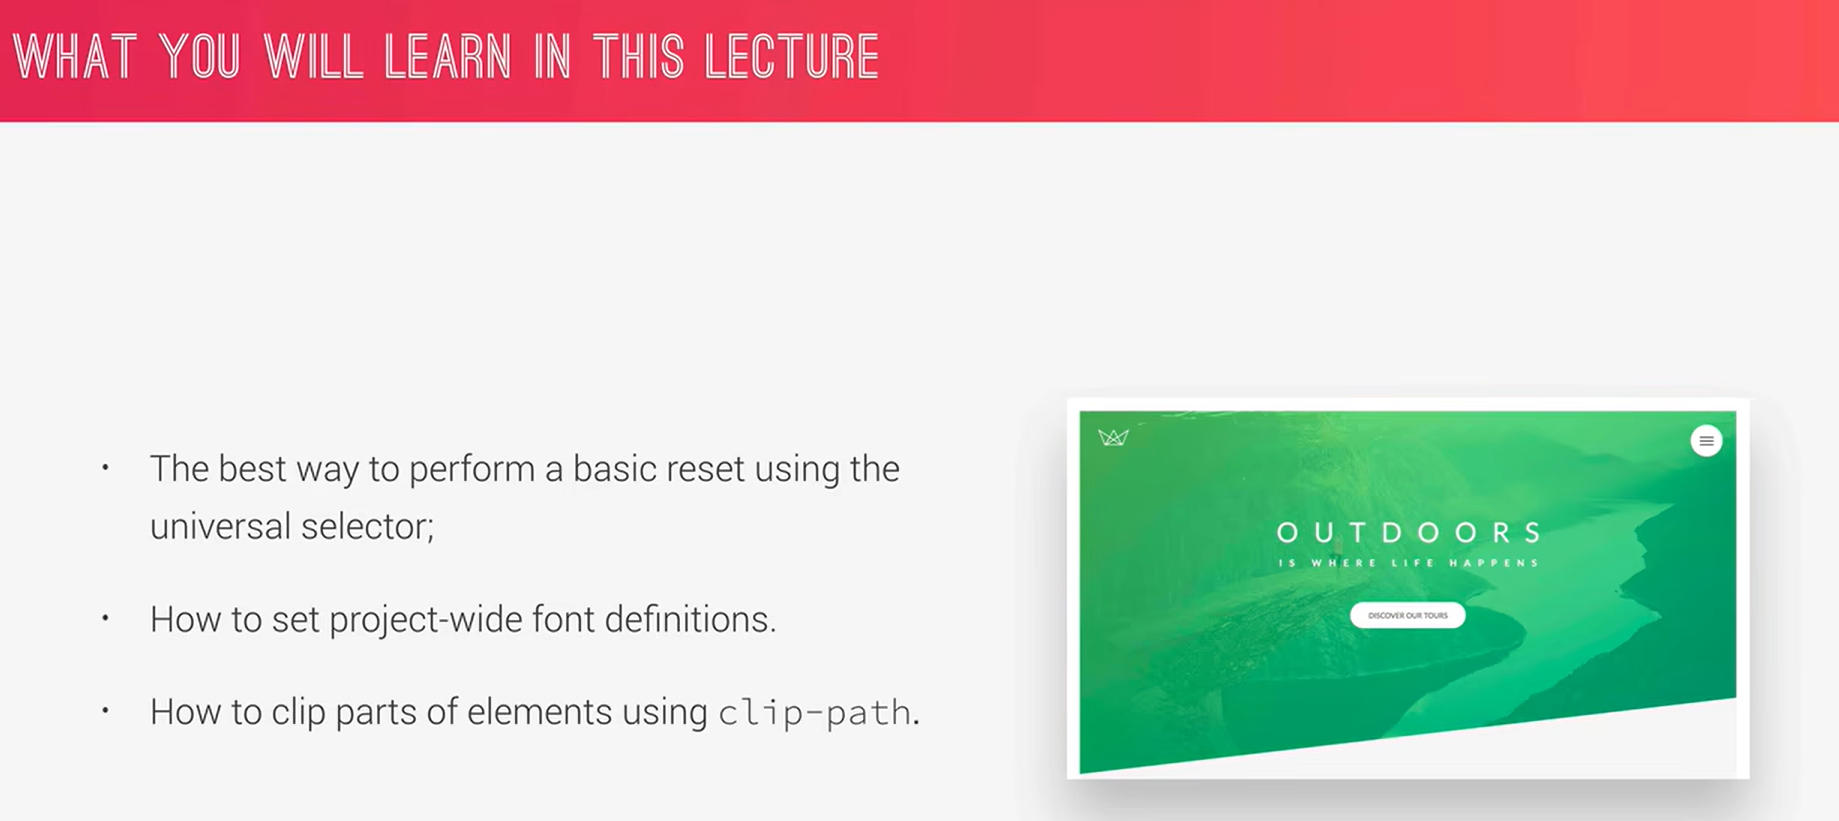 WHAT YOU WILL LEARN IN THIS LECTURE
• The best way to perform a basic reset using the
universal selector;
• How to set project-wide font definitions.
• How to clip parts of elements using clip-path.
OUTDOORS
IS WHERE LIFE HAPPENS
DISCOVER OUR TOURS